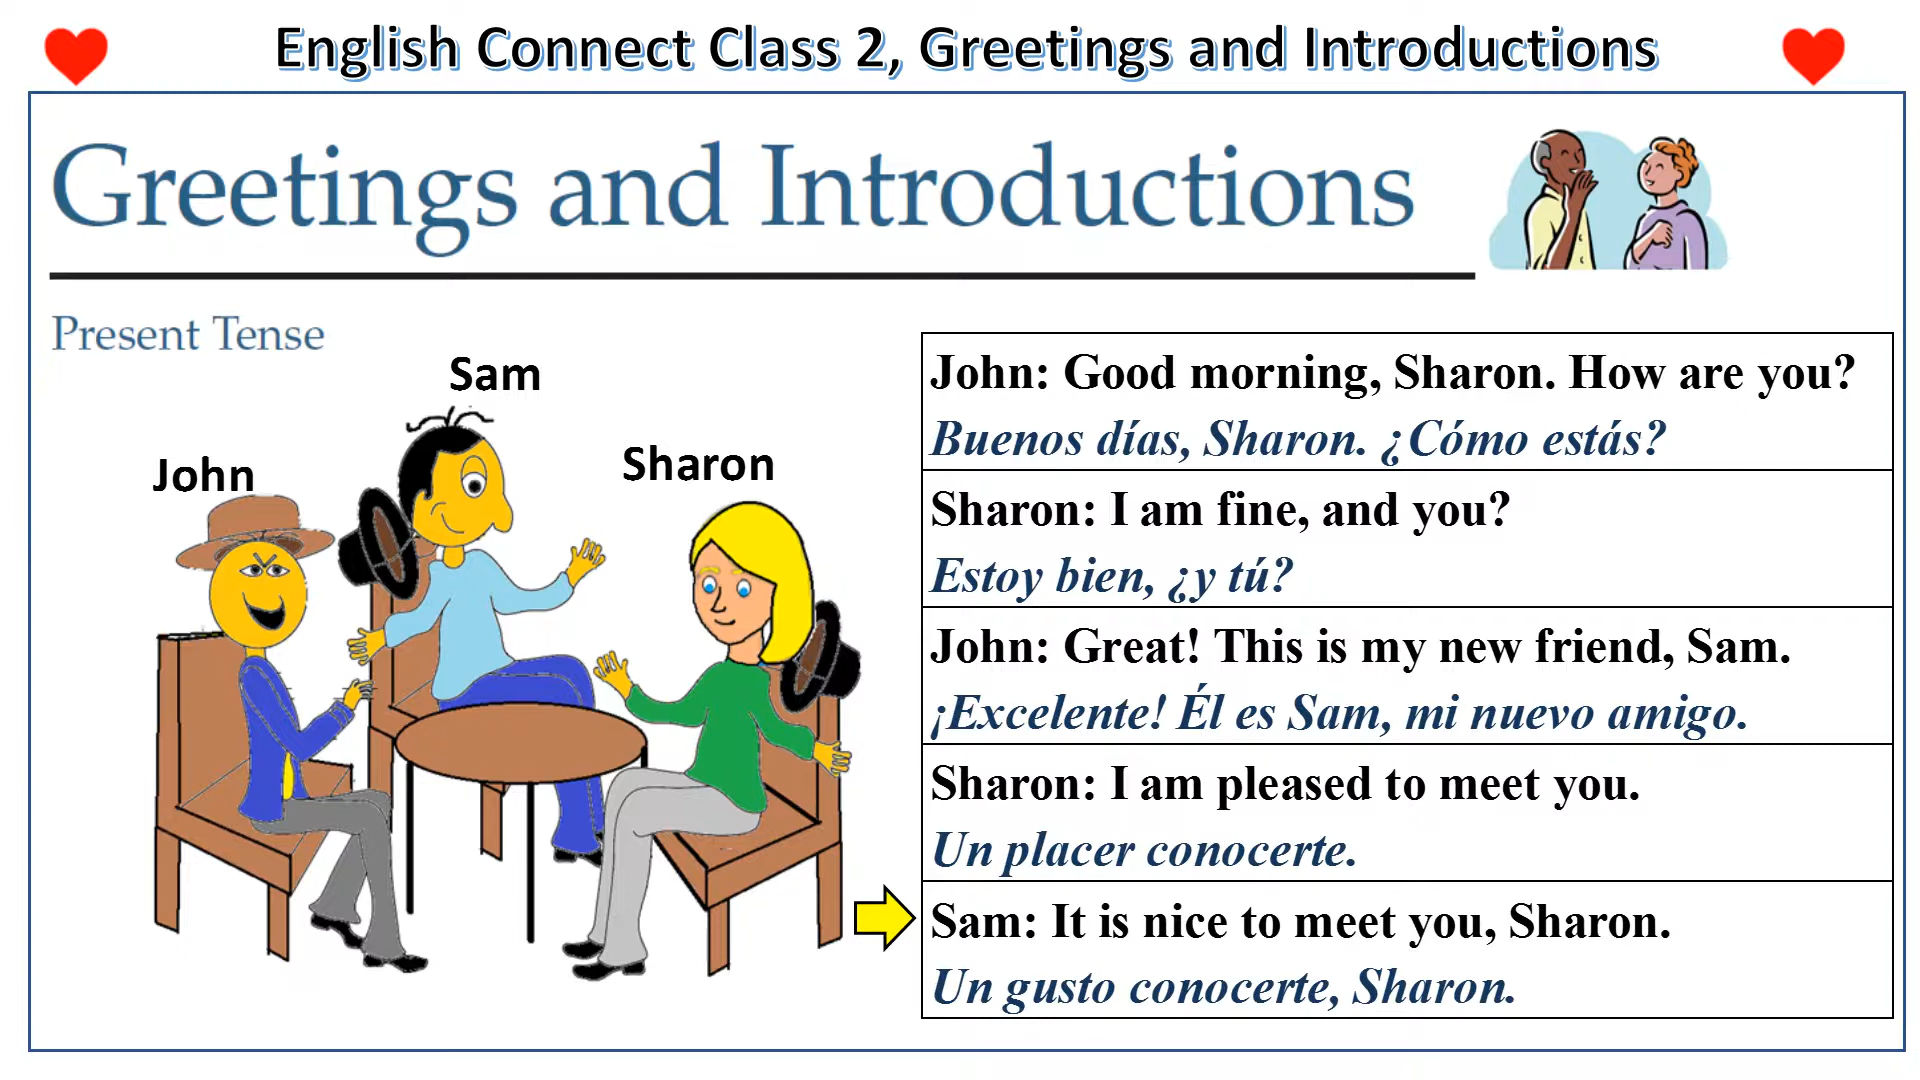 English Connect Class 2, Greetings and Introductions
Greetings and Introductions
Present Tense
Sam
John
Sharon
John: Good morning, Sharon. How are you?
Buenos días, Sharon. ¿Cómo estás?
Sharon: I am fine, and you?
Estoy bien, ¿y tú?
John: Great! This is my new friend, Sam.
¡Excelente! Él es Sam, mi nuevo amigo.
Sharon: I am pleased to meet you.
Un placer conocerte.
Sam: It is nice to meet you, Sharon.
Un gusto conocerte, Sharon.